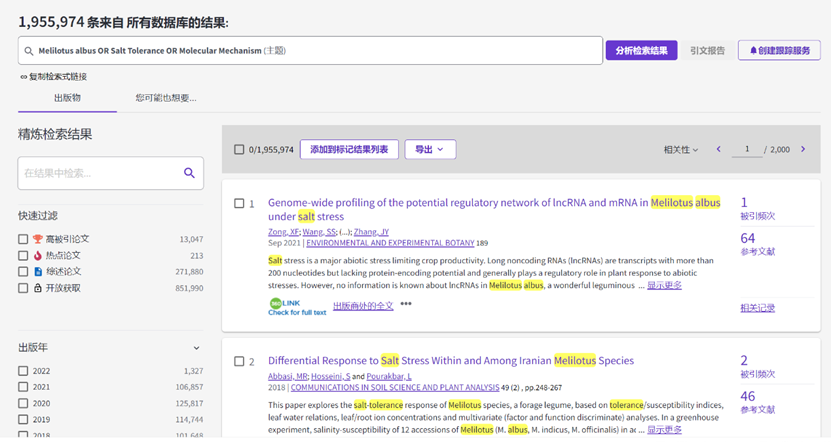 1,955,974 条来自 所有数据库的结果:
Melilotus albus OR Salt Tolerance OR Molecular Mechanism (主题)
分析检索结果
引文报告
创建跟踪服务
复制检索式链接
出版物
您可能也想要...
精炼检索结果
在结果中检索...
快速过滤
高被引论文 13,047
热点论文 213
综述论文 271,880
开放获取 851,990
出版年
2022 1,327
2021 106,857
2020 125,817
2019 114,744
2018 101,648
0/1,955,974
添加到标记结果列表
导出
相关性
1 / 2,000
1
Genome-wide profiling of the potential regulatory network of lncRNA and mRNA in Melilotus albus
under salt stress
Zong, XF; Wang, SS; (...); Zhang, JY
Sep 2021 | ENVIRONMENTAL AND EXPERIMENTAL BOTANY 189
Salt stress is a major abiotic stress limiting crop productivity. Long noncoding RNAs (lncRNAs) are transcripts with more than
200 nucleotides but lacking protein-encoding potential and generally plays a regulatory role in plant response to abiotic
stresses. However, no information is known about lncRNAs in Melilotus albus, a wonderful leguminous ... 显示更多
360 LINK
Check for full text
出版商处的全文
1
被引频次
64
参考文献
相关记录
2
Differential Response to Salt Stress Within and Among Iranian Melilotus Species
Abbasi, MR; Hosseini, S and Pourakbar, L
2018 | COMMUNICATIONS IN SOIL SCIENCE AND PLANT ANALYSIS 49 (2) , pp.248-267
This paper explores the salt-tolerance response of Melilotus species, a forage legume, based on tolerance/susceptibility indices,
leaf water relations, leaf/root ion concentrations and multivariate (factor and function discriminate) analyses. In a greenhouse
experiment, salinity-susceptibility of 12 accessions of Melilotus (M. albus, M. indicus, M. officinalis) in ac ... 显示更多
2
被引频次
46
参考文献